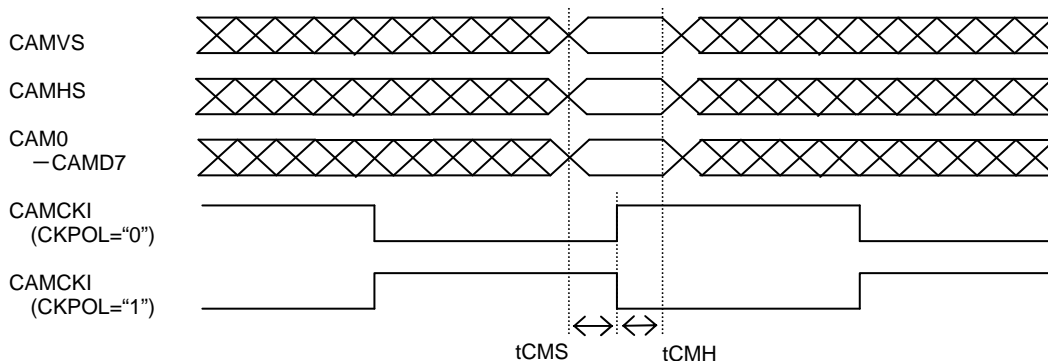 CAMVS
CAMHS
CAM0
－CAMD7
CAMCKI
(CKPOL=“0”)
CAMCKI
(CKPOL=“1”)
tCMS
tCMH